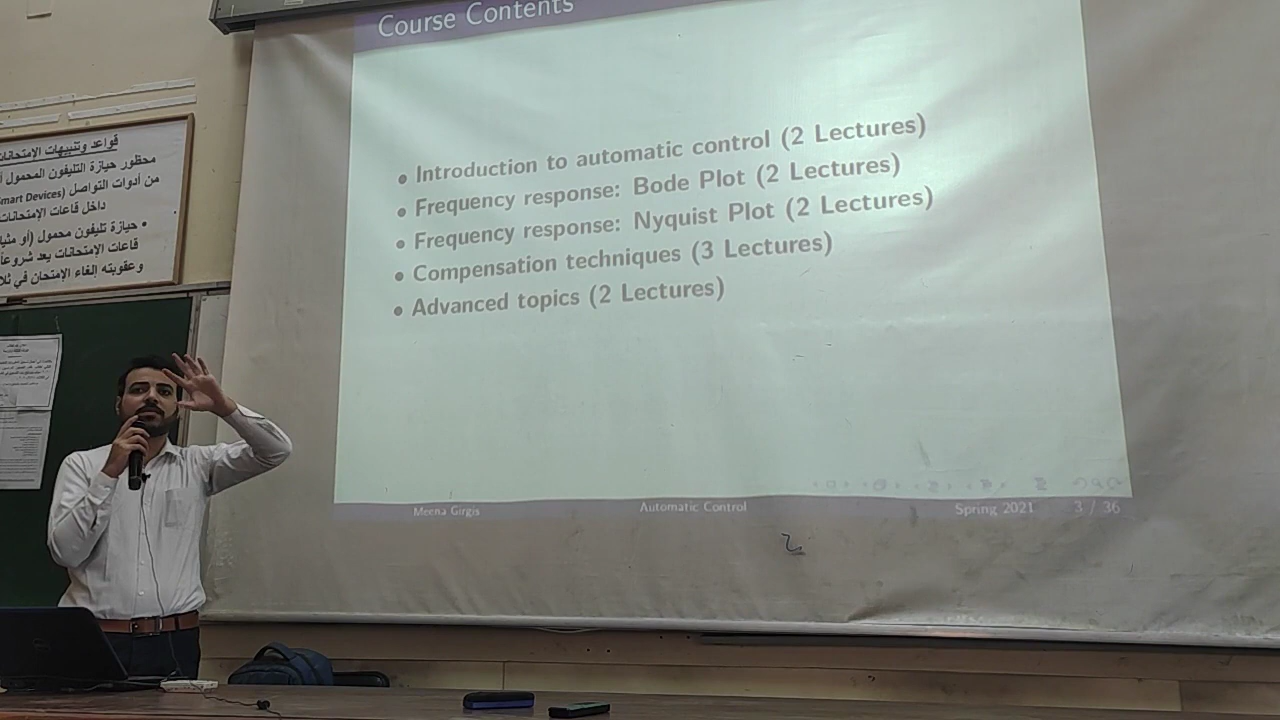 Course Contents
• Introduction to automatic control (2 Lectures)
• Frequency response: Bode Plot (2 Lectures)
• Frequency response: Nyquist Plot (2 Lectures)
• Compensation techniques (3 Lectures)
• Advanced topics (2 Lectures)
Meena Girgis
Automatic Control
Spring 2021
3 / 36
قواعد وتنبيهات الإمتحانات
محظور حيازة التليفون المحمول
من أدوات التواصل (Smart Devices)
داخل قاعات الإمتحانات
• حيازة تليفون محمول (أو
قاعات الإمتحانات يعد شروعاً
وعقوبته إلغاء الإمتحان في